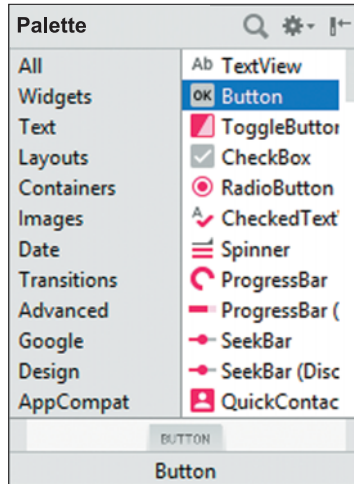 Palette
All
Widgets
Text
Layouts
Containers
Images
Date
Transitions
Advanced
Google
Design
AppCompat
Ab TextView
OK Button
ToggleButtor
CheckBox
RadioButton
A CheckedText
Spinner
ProgressBar
ProgressBar (
SeekBar
SeekBar (Disc
QuickContac
BUTTON
Button